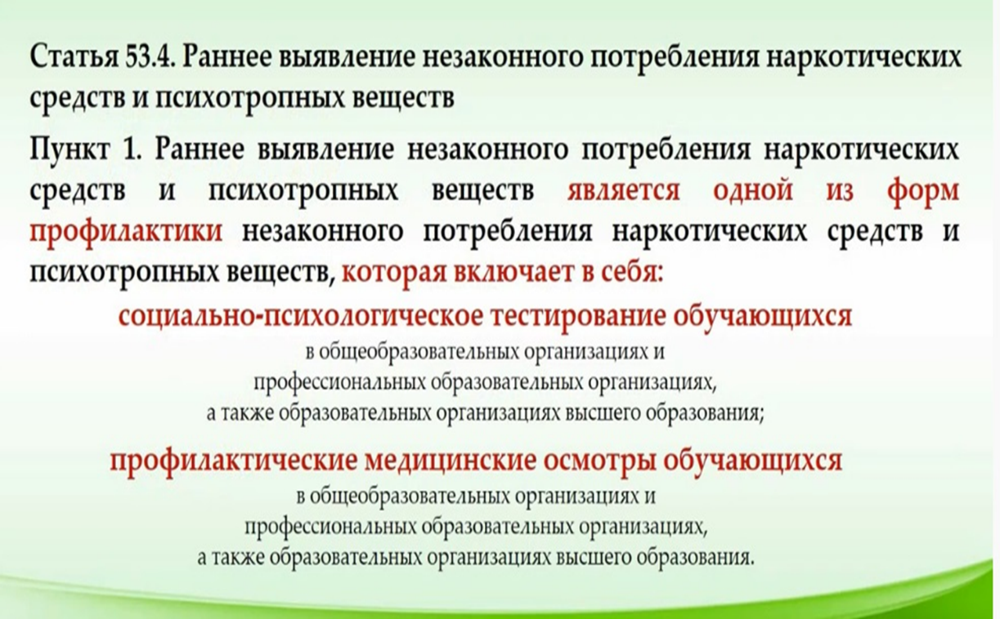 Статья 53.4. Раннее выявление незаконного потребления наркотических
средств и психотропных веществ
Пункт 1. Раннее выявление незаконного потребления наркотических
средств и психотропных веществ является одной из форм
профилактики незаконного потребления наркотических средств и
психотропных веществ, которая включает в себя:
социально-психологическое тестирование обучающихся
в общеобразовательных организациях и
профессиональных образовательных организациях,
а также образовательных организациях высшего образования;
профилактические медицинские осмотры обучающихся
в общеобразовательных организациях и
профессиональных образовательных организациях,
а также образовательных организациях высшего образования.